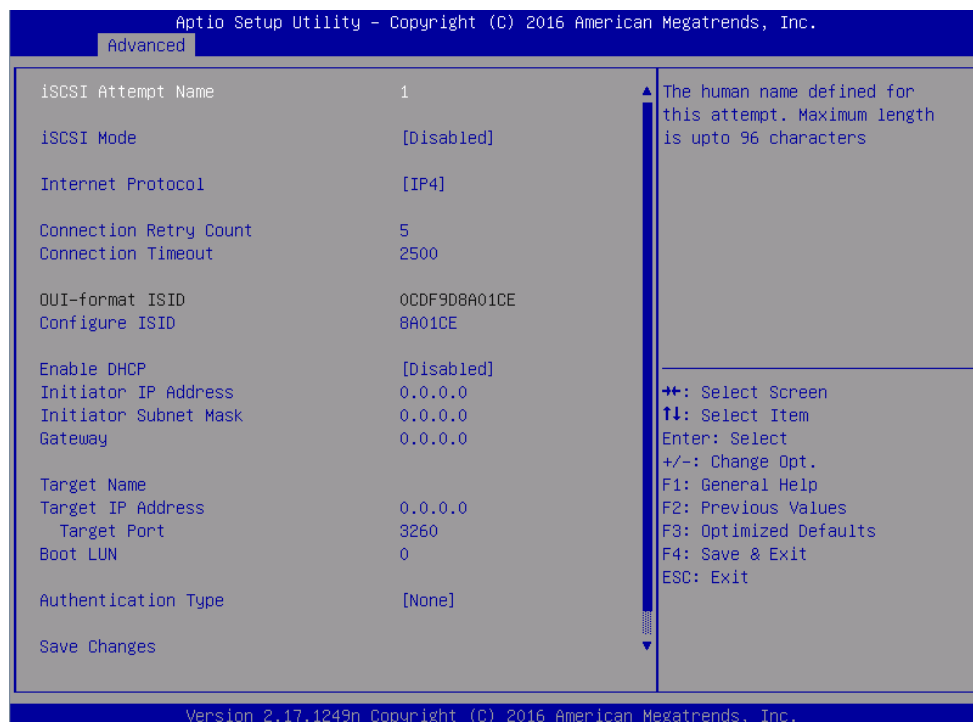 Aptio Setup Utility – Copyright (C) 2016 American Megatrends, Inc.
Advanced
iSCSI Attempt Name 1
iSCSI Mode [Disabled]
Internet Protocol [IP4]
Connection Retry Count 5
Connection Timeout 2500
OUI-format ISID 0CDF9D8A01CE
Configure ISID 8A01CE
Enable DHCP [Disabled]
Initiator IP Address 0.0.0.0
Initiator Subnet Mask 0.0.0.0
Gateway 0.0.0.0
Target Name
Target IP Address 0.0.0.0
Target Port 3260
Boot LUN 0
Authentication Type [None]
Save Changes
The human name defined for
this attempt. Maximum length
is upto 96 characters
→←: Select Screen
↑↓: Select Item
Enter: Select
+/-: Change Opt.
F1: General Help
F2: Previous Values
F3: Optimized Defaults
F4: Save & Exit
ESC: Exit
Version 2.17.1249n Copyright (C) 2016 American Megatrends, Inc.